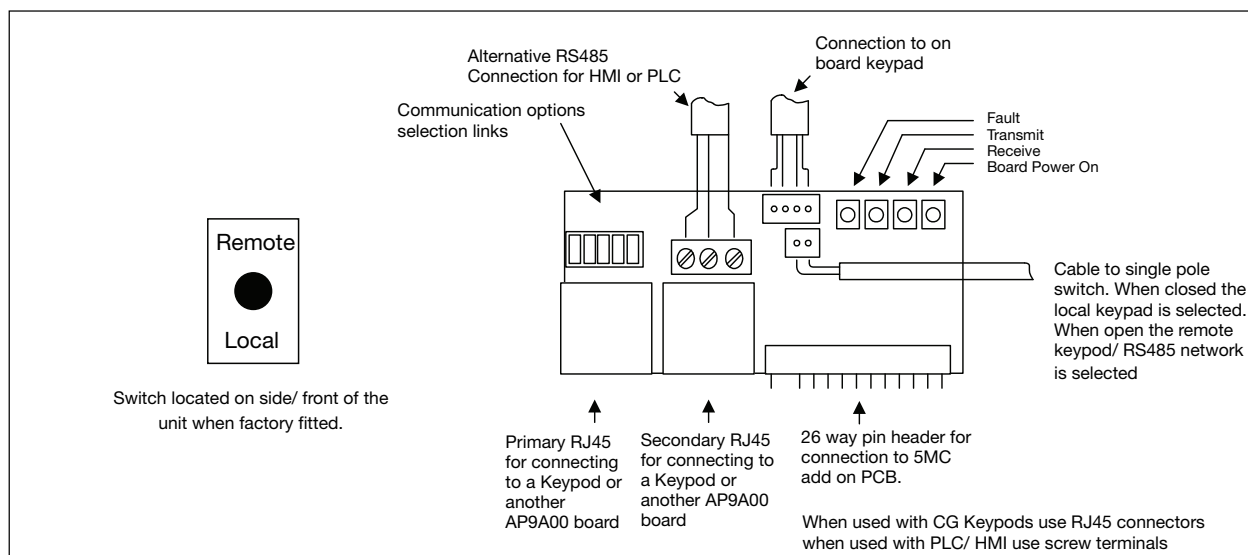 Alternative RS485
Connection for HMI or PLC
Connection to on
board keypad
Communication options
selection links
Fault
Transmit
Receive
Board Power On
Remote
Local
Switch located on side/ front of the
unit when factory fitted.
Cable to single pole
switch. When closed the
local keypad is selected.
When open the remote
keypod/ RS485 network
is selected
Primary RJ45
for connecting
to a Keypod or
another
AP9A00 board
Secondary RJ45
for connecting to
a Keypod or
another AP9A00
board
26 way pin header for
connection to 5MC
add on PCB.
When used with CG Keypods use RJ45 connectors
when used with PLC/ HMI use screw terminals